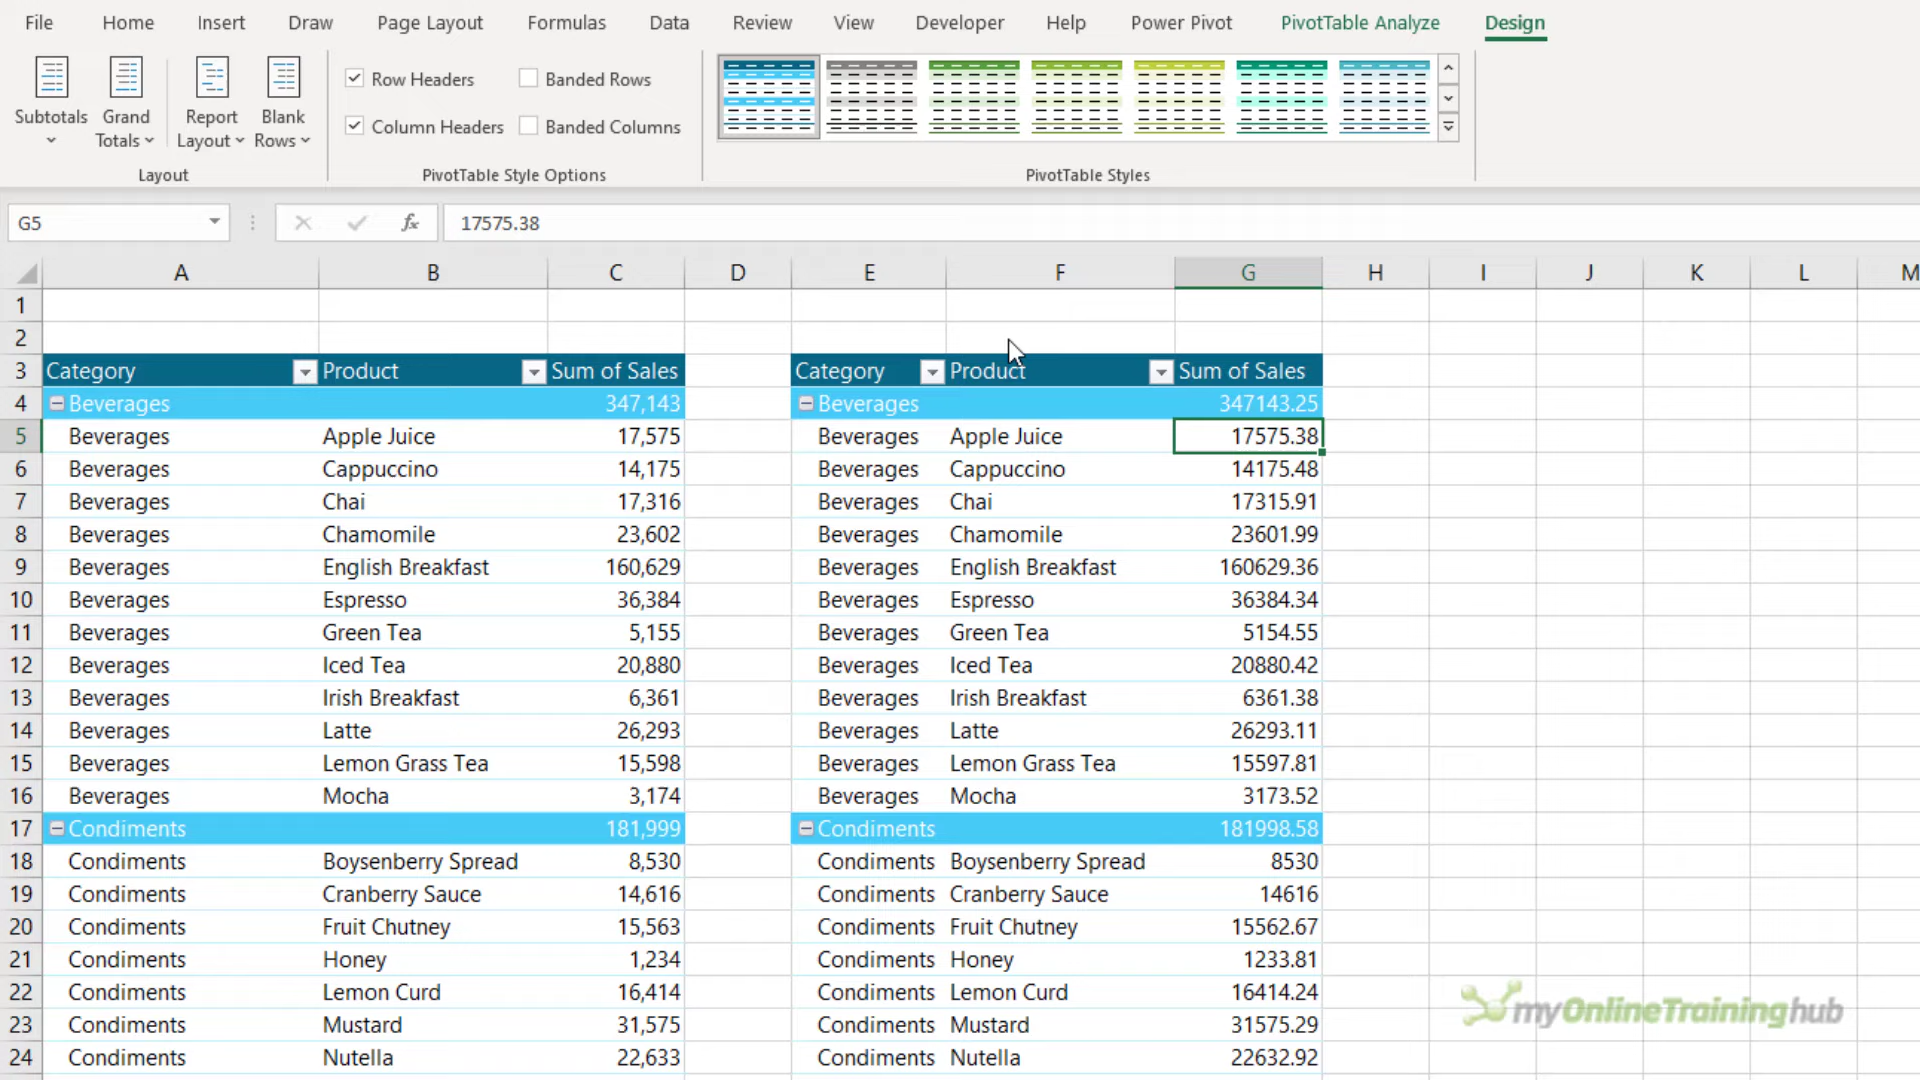 File Home Insert Draw Page Layout Formulas Data Review View Developer Help Power Pivot PivotTable Analyze Design
Subtotals Grand Totals Report Layout Blank Rows
Row Headers Banded Rows
Column Headers Banded Columns
Layout PivotTable Style Options PivotTable Styles
G5 fx 17575.38
A B C D E F G H I J K L M
1
2
3 Category Product Sum of Sales Category Product Sum of Sales
4 Beverages 347,143 Beverages 347143.25
5 Beverages Apple Juice 17,575 Beverages Apple Juice 17575.38
6 Beverages Cappuccino 14,175 Beverages Cappuccino 14175.48
7 Beverages Chai 17,316 Beverages Chai 17315.91
8 Beverages Chamomile 23,602 Beverages Chamomile 23601.99
9 Beverages English Breakfast 160,629 Beverages English Breakfast 160629.36
10 Beverages Espresso 36,384 Beverages Espresso 36384.34
11 Beverages Green Tea 5,155 Beverages Green Tea 5154.55
12 Beverages Iced Tea 20,880 Beverages Iced Tea 20880.42
13 Beverages Irish Breakfast 6,361 Beverages Irish Breakfast 6361.38
14 Beverages Latte 26,293 Beverages Latte 26293.11
15 Beverages Lemon Grass Tea 15,598 Beverages Lemon Grass Tea 15597.81
16 Beverages Mocha 3,174 Beverages Mocha 3173.52
17 Condiments 181,999 Condiments 181998.58
18 Condiments Boysenberry Spread 8,530 Condiments Boysenberry Spread 8530
19 Condiments Cranberry Sauce 14,616 Condiments Cranberry Sauce 14616
20 Condiments Fruit Chutney 15,563 Condiments Fruit Chutney 15562.67
21 Condiments Honey 1,234 Condiments Honey 1233.81
22 Condiments Lemon Curd 16,414 Condiments Lemon Curd 16414.24
23 Condiments Mustard 31,575 Condiments Mustard 31575.29
24 Condiments Nutella 22,633 Condiments Nutella 22632.92
myOnlineTraininghub